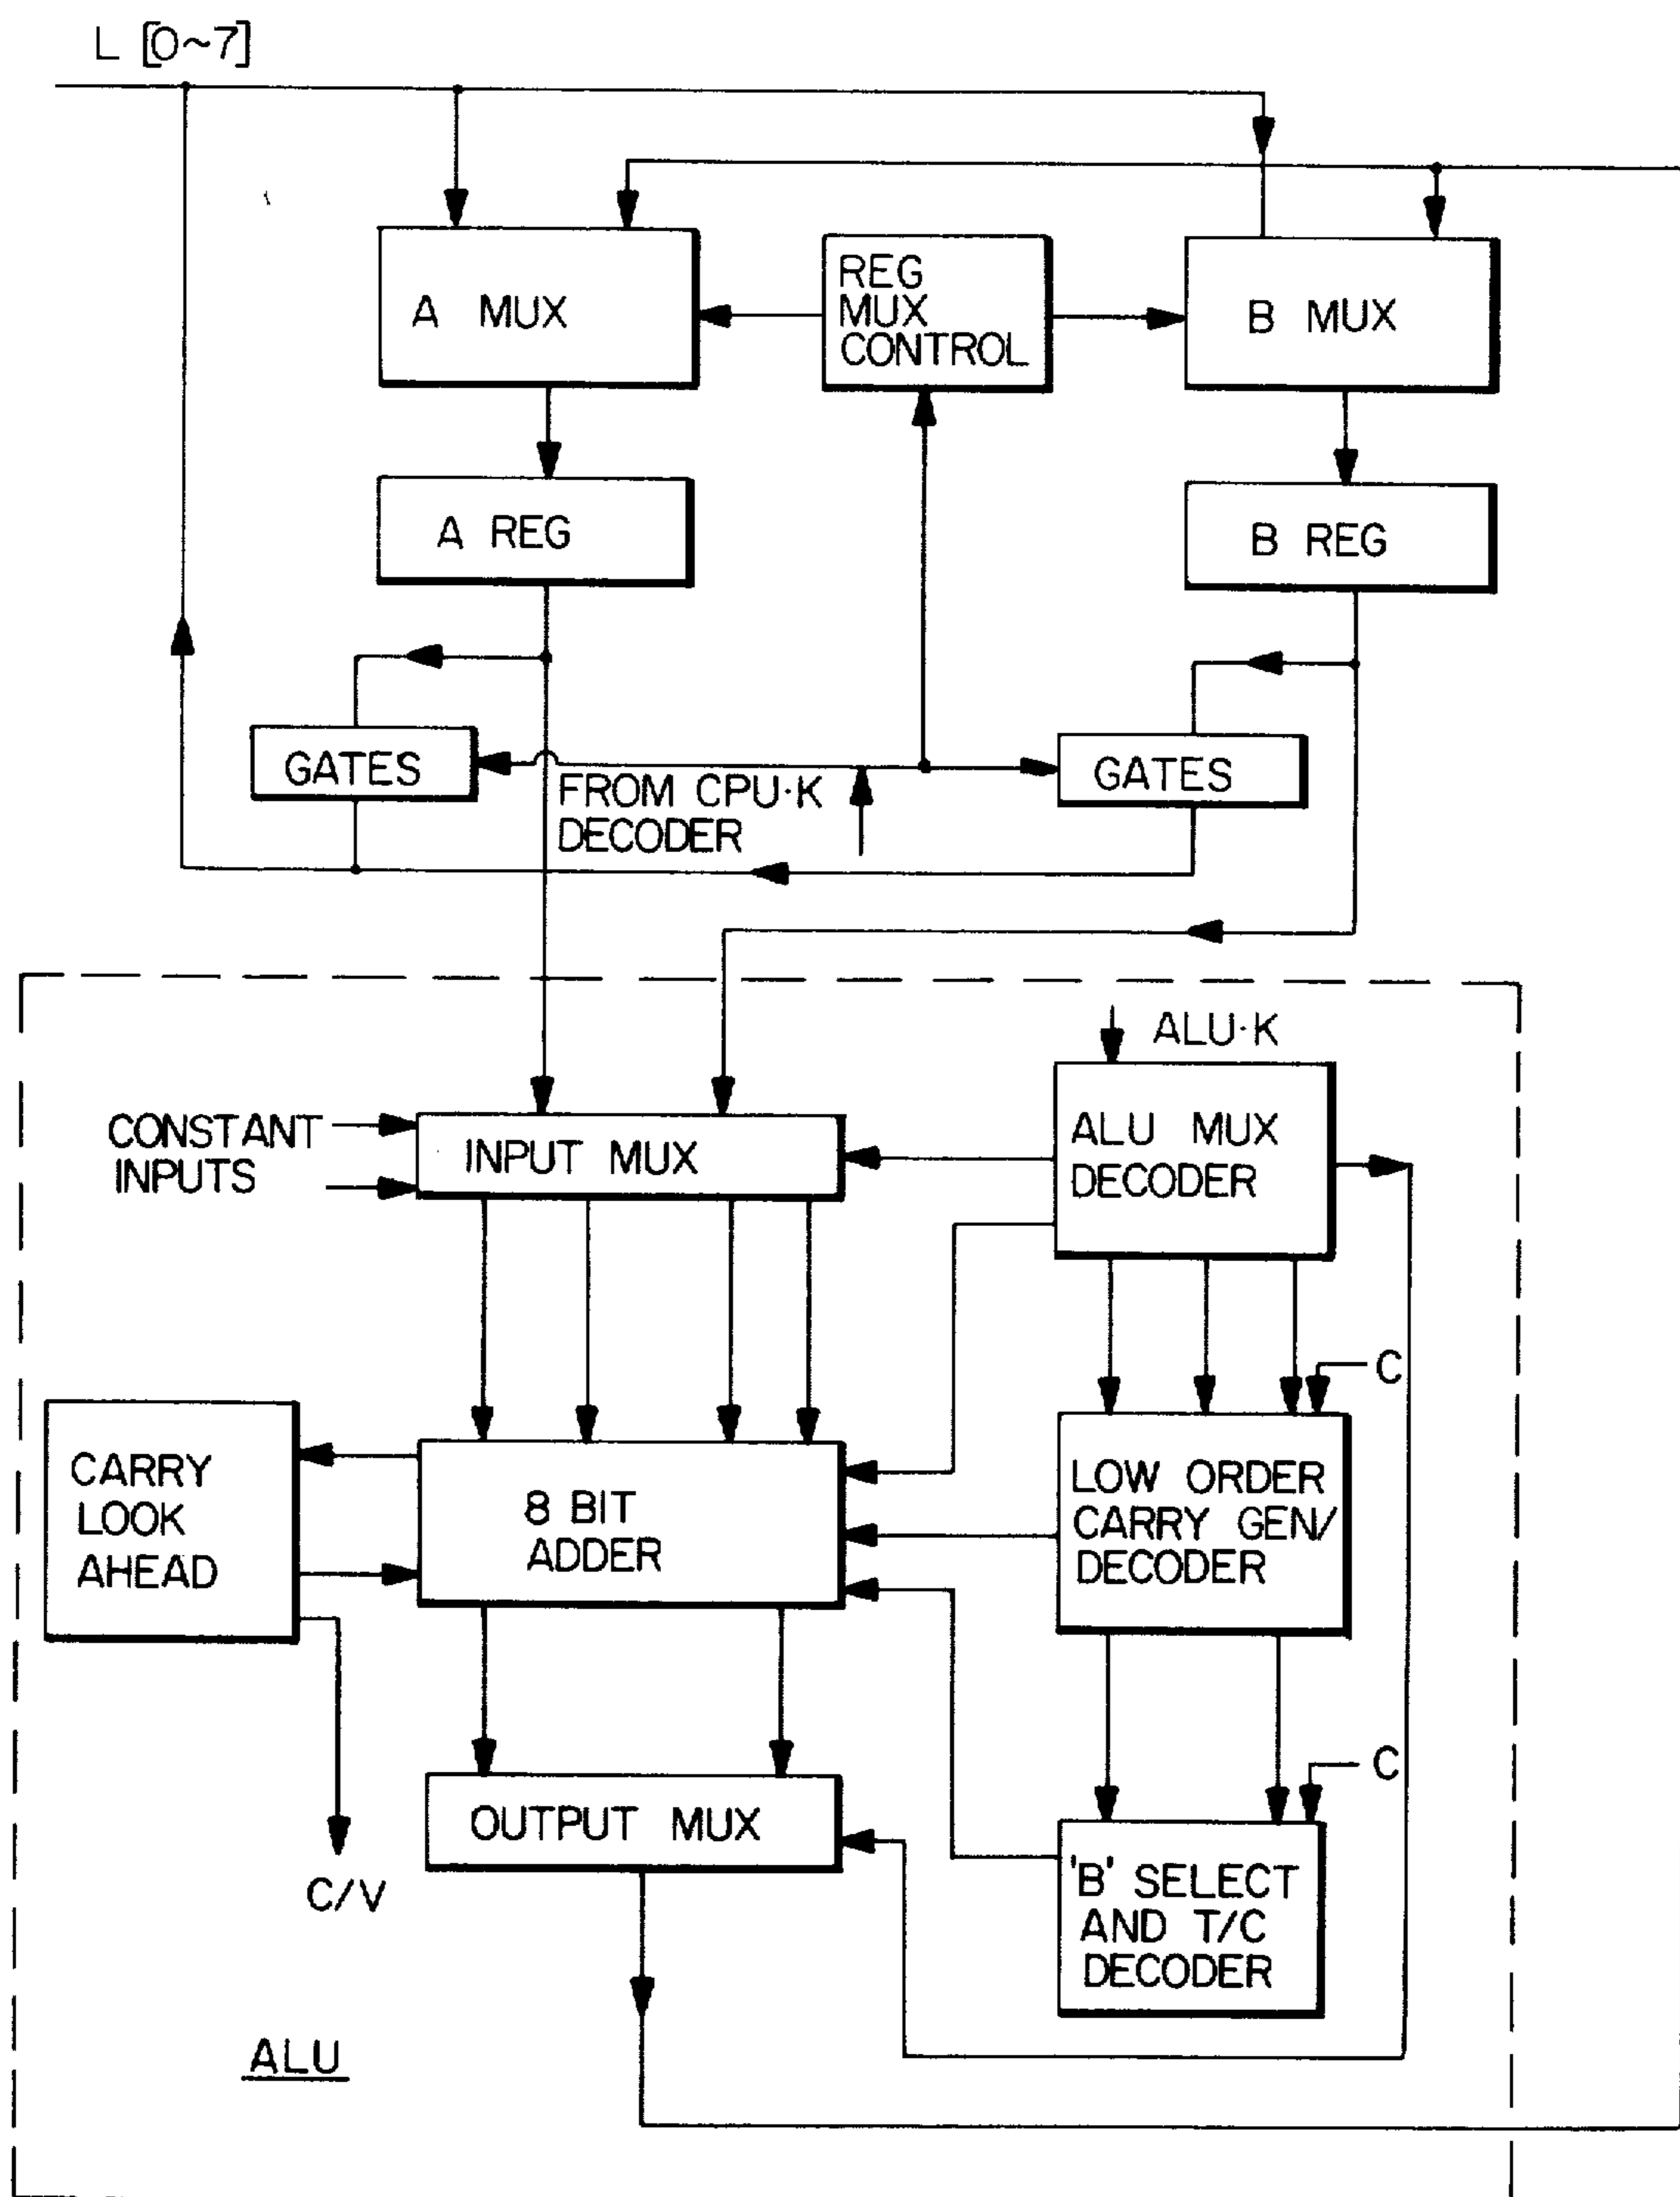 L [0~7]
A MUX
REG
MUX
CONTROL
B MUX
A REG
B REG
GATES
FROM CPU·K
DECODER
GATES
ALU·K
CONSTANT
INPUTS
INPUT MUX
ALU MUX
DECODER
C
CARRY
LOOK
AHEAD
8 BIT
ADDER
LOW ORDER
CARRY GEN/
DECODER
C
OUTPUT MUX
C/V
'B' SELECT
AND T/C
DECODER
ALU